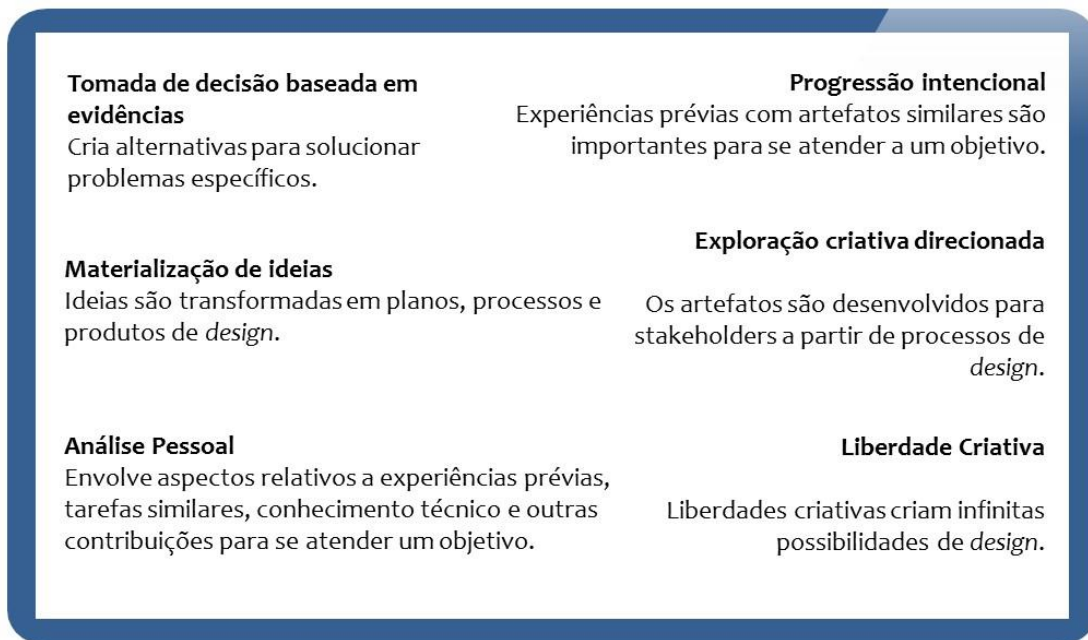 Tomada de decisão baseada em
evidências
Cria alternativas para solucionar
problemas específicos.
Progressão intencional
Experiências prévias com artefatos similares são
importantes para se atender a um objetivo.
Materialização de ideias
Ideias são transformadas em planos, processos e
produtos de design.
Exploração criativa direcionada
Os artefatos são desenvolvidos para
stakeholders a partir de processos de
design.
Análise Pessoal
Envolve aspectos relativos a experiências prévias,
tarefas similares, conhecimento técnico e outras
contribuições para se atender um objetivo.
Liberdade Criativa
Liberdades criativas criam infinitas
possibilidades de design.